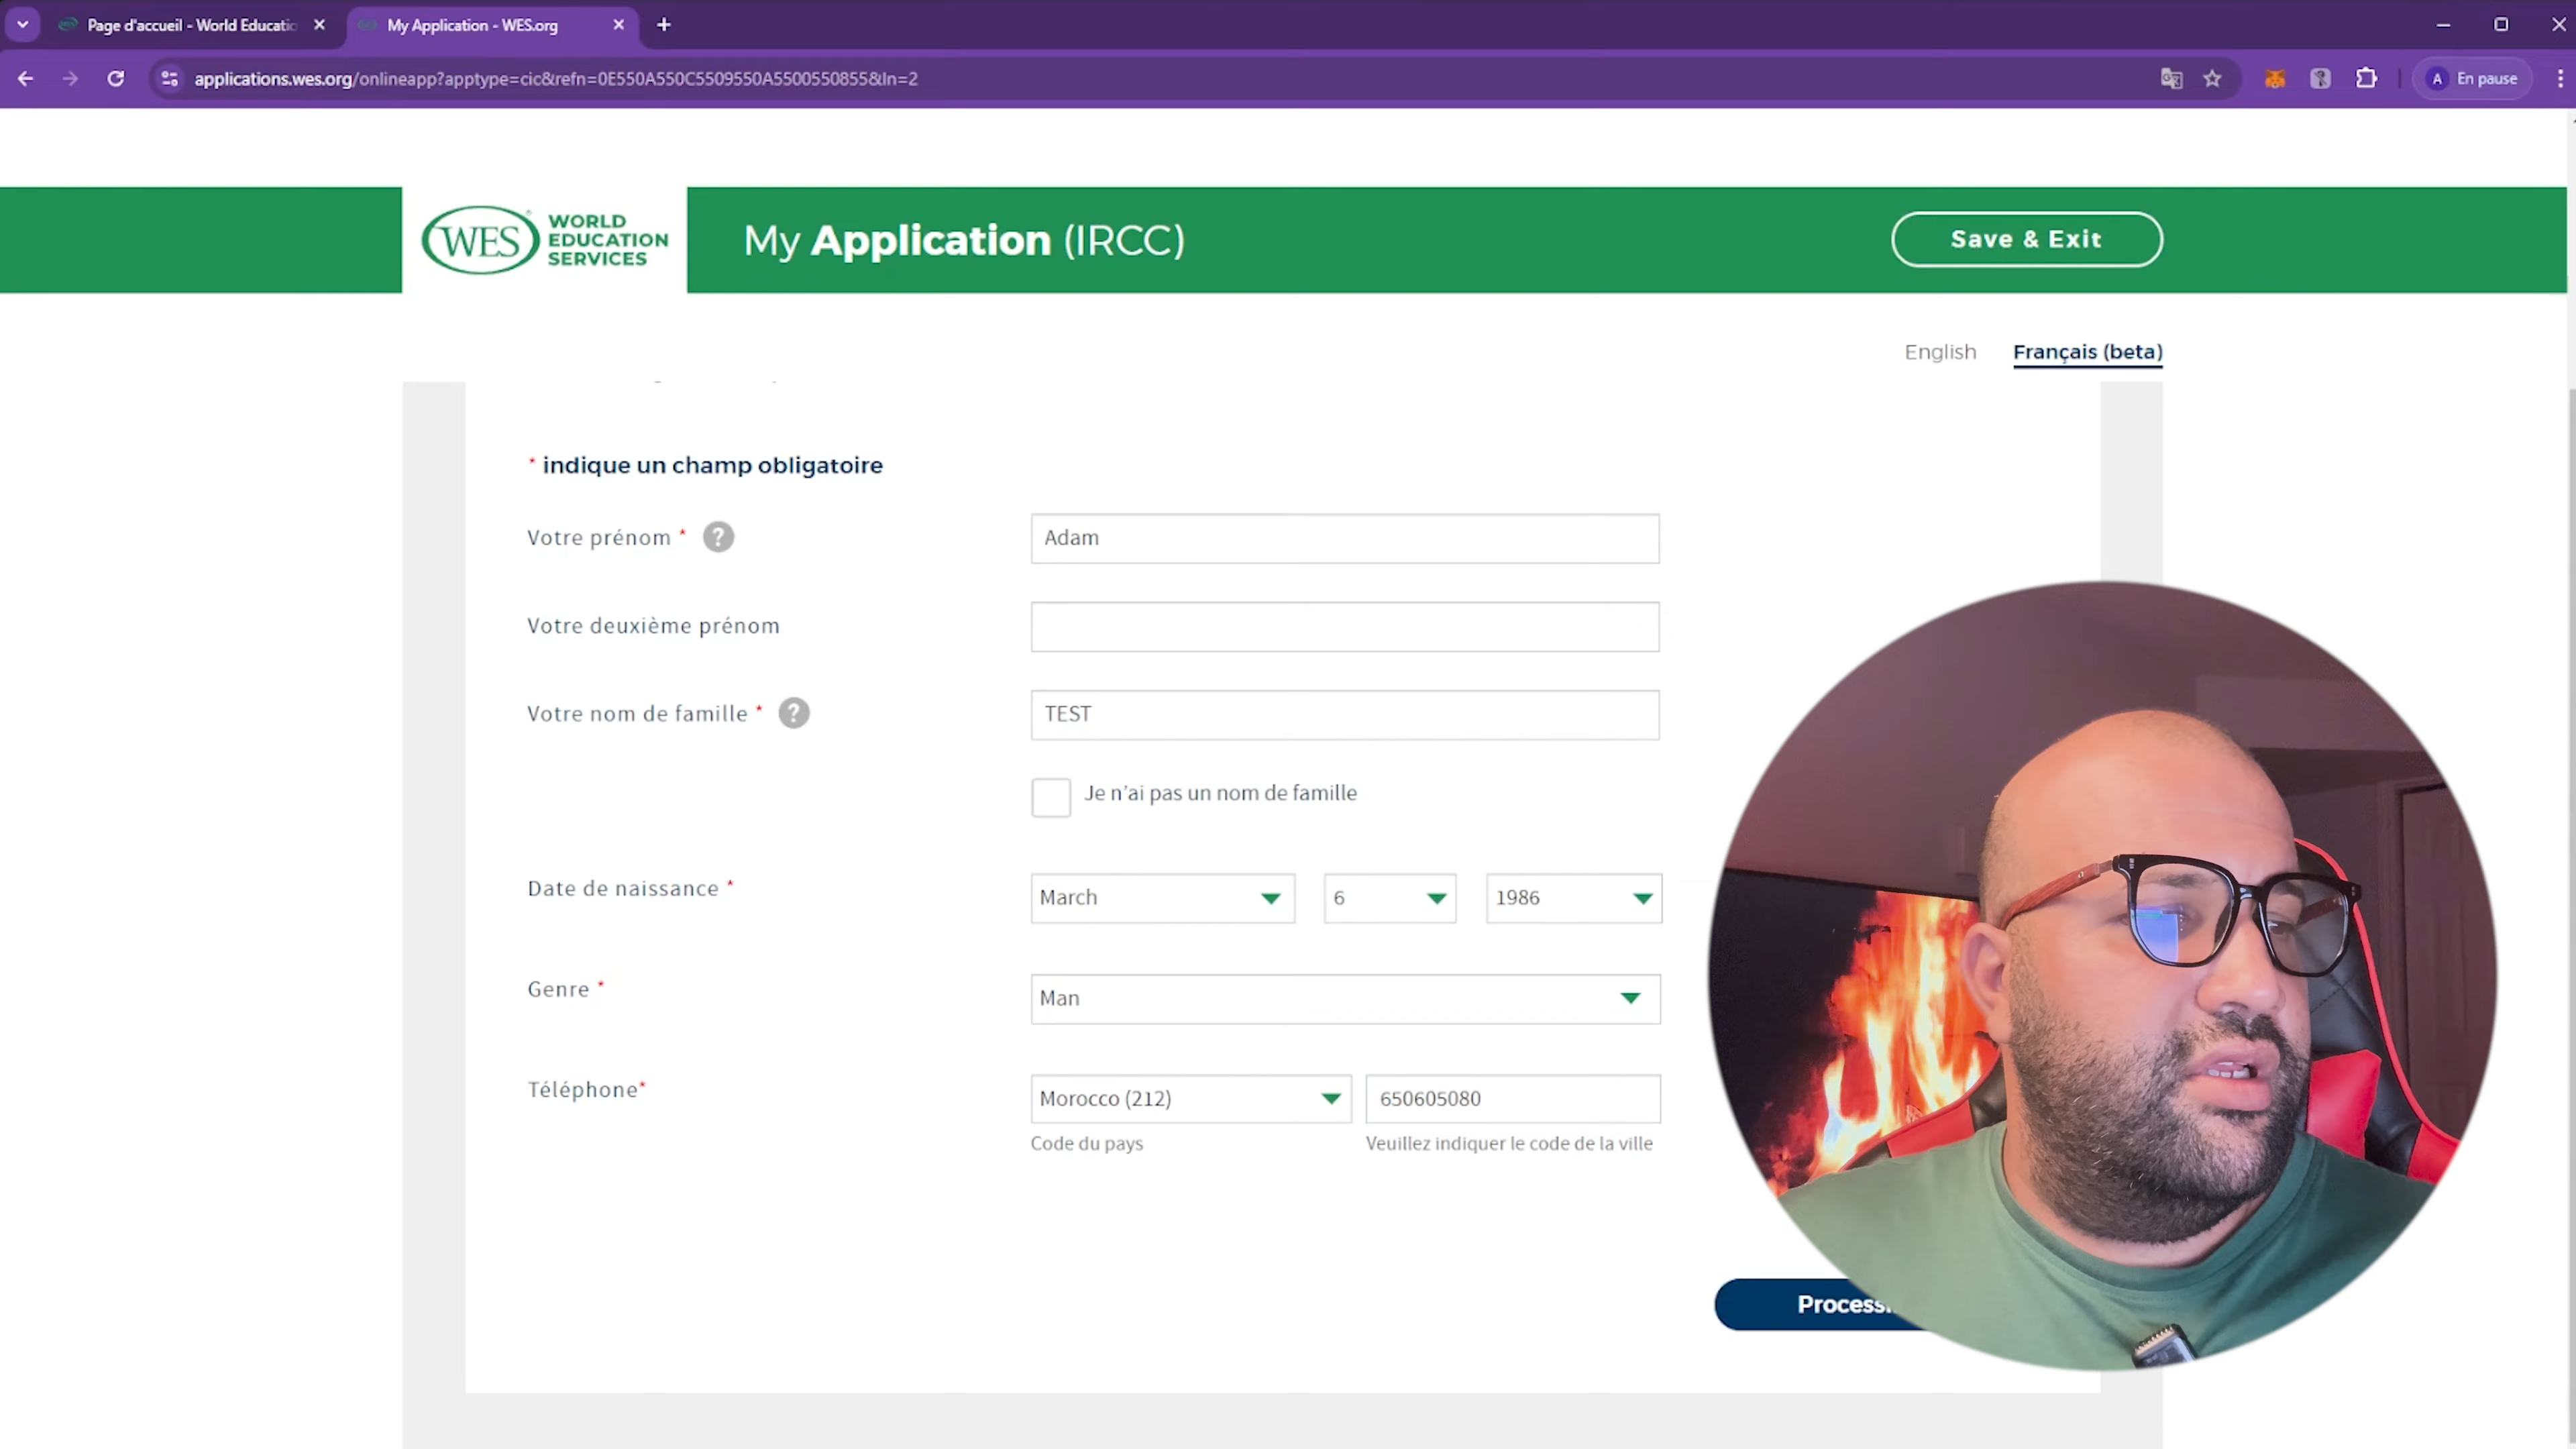 Page d'accueil - World Educatio
My Application - WES.org
applications.wes.org/onlineapp?apptype=cic&refn=0E550A550C5509550A5500550855&ln=2
A En pause
WES WORLD EDUCATION SERVICES
My Application (IRCC)
Save & Exit
English
Français (beta)
* indique un champ obligatoire
Votre prénom * ?
Adam
Votre deuxième prénom
Votre nom de famille * ?
TEST
Je n'ai pas un nom de famille
Date de naissance *
March
6
1986
Genre *
Man
Téléphone*
Morocco (212)
650605080
Code du pays
Veuillez indiquer le code de la ville
Process